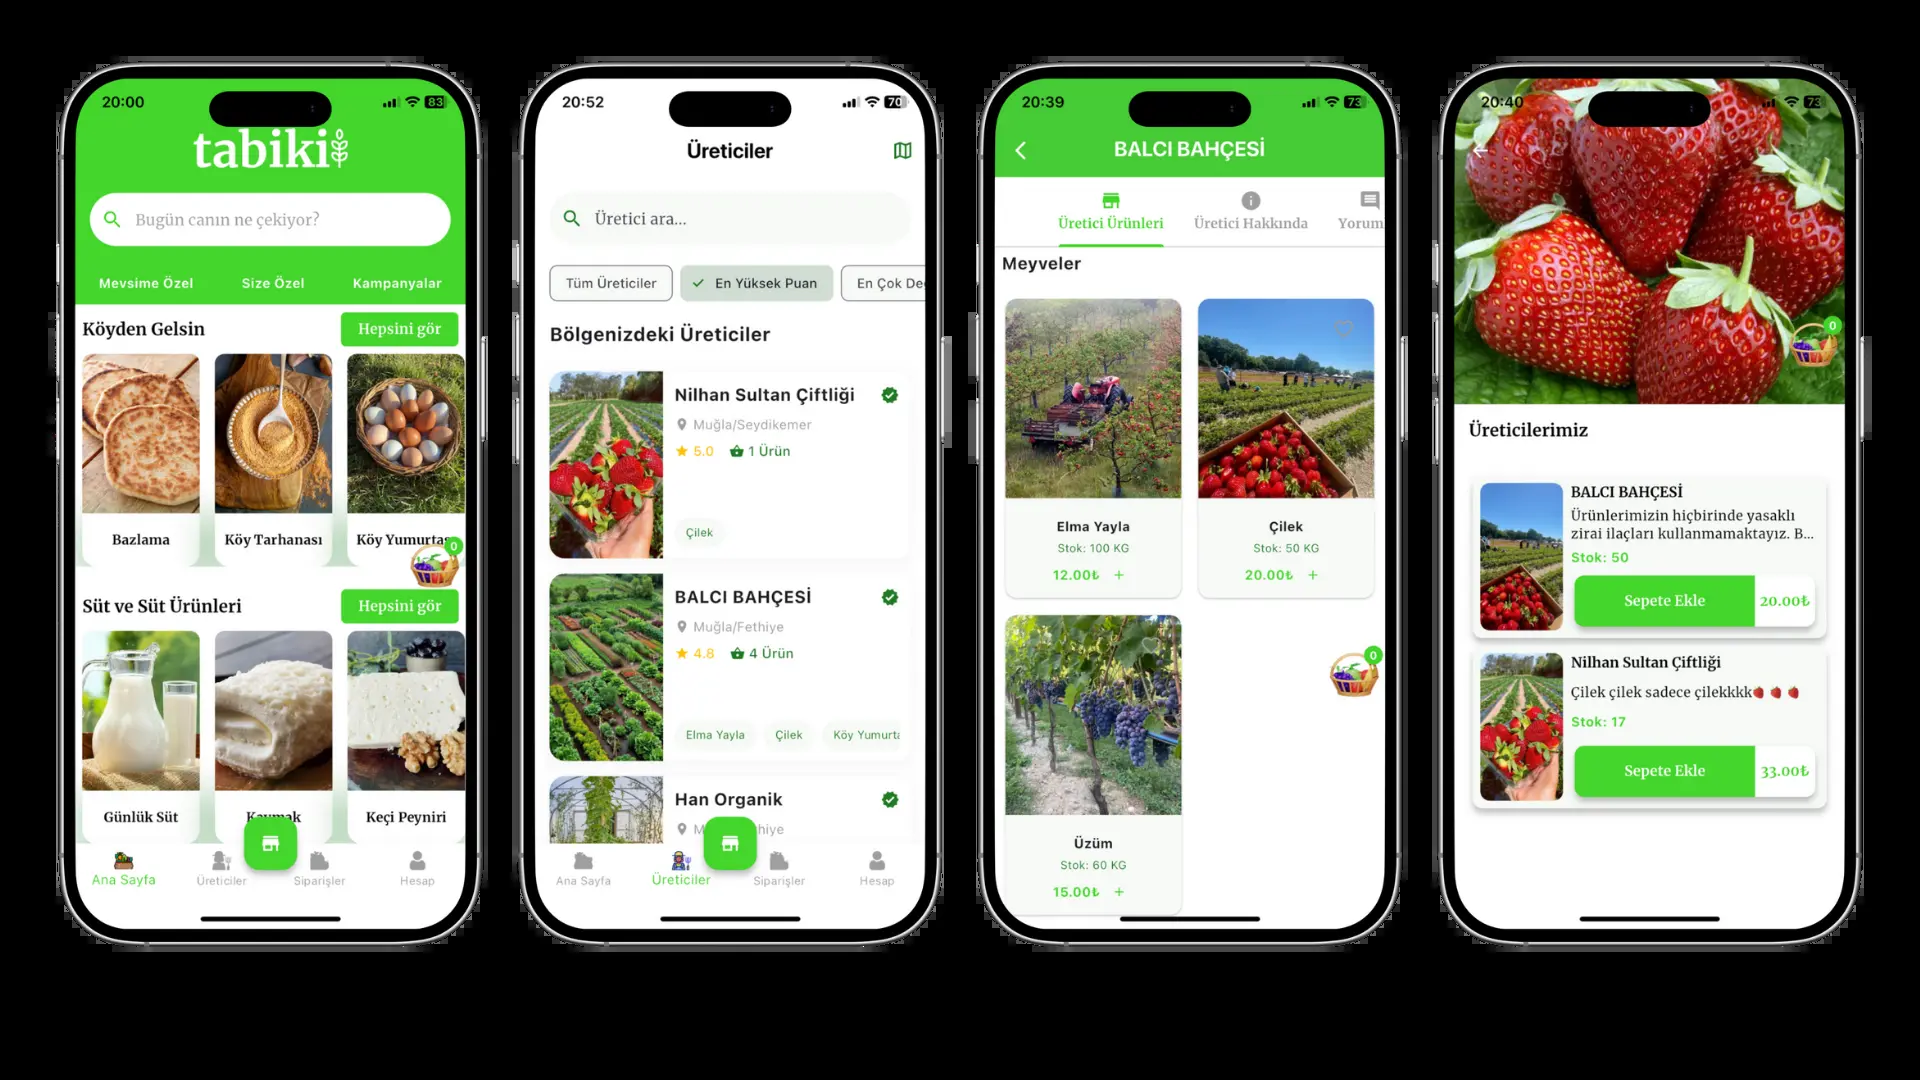 20:00
83
tabiki
Bugün canın ne çekiyor?
Mevsime Özel
Size Özel
Kampanyalar
Köyden Gelsin
Hepsini gör
Bazlama
Köy Tarhanası
Köy Yumurtas
0
Süt ve Süt Ürünleri
Hepsini gör
Günlük Süt
Kaymak
Keçi Peyniri
Ana Sayfa
Üreticiler
Siparişler
Hesap
20:52
70
Üreticiler
Üretici ara...
Tüm Üreticiler
En Yüksek Puan
En Çok De
Bölgenizdeki Üreticiler
Nilhan Sultan Çiftliği
Muğla/Seydikemer
5.0
1 Ürün
Çilek
BALCI BAHÇESİ
Muğla/Fethiye
4.8
4 Ürün
Elma Yayla
Çilek
Köy Yumurta
Han Organik
M
hiye
Ana Sayfa
Üreticiler
Siparişler
Hesap
20:39
73
BALCI BAHÇESİ
Üretici Ürünleri
Üretici Hakkında
Yorum
Meyveler
Elma Yayla
Stok: 100 KG
12.00₺ +
Çilek
Stok: 50 KG
20.00₺ +
Üzüm
Stok: 60 KG
15.00₺ +
0
20:40
73
0
Üreticilerimiz
BALCI BAHÇESİ
Ürünlerimizin hiçbirinde yasaklı
zirai ilaçları kullanmamaktayız. B...
Stok: 50
Sepete Ekle
20.00₺
Nilhan Sultan Çiftliği
Çilek çilek sadece çilekkkk🍓 🍓 🍓
Stok: 17
Sepete Ekle
33.00₺